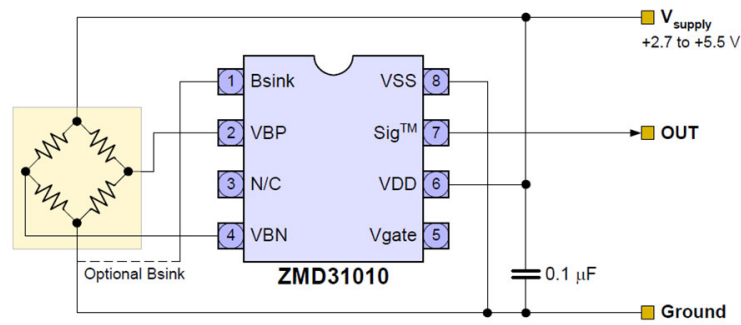 Vsupply
+2.7 to +5.5 V
1 Bsink VSS 8
2 VBP Sig™ 7 OUT
3 N/C VDD 6
4 VBN Vgate 5
Optional Bsink
0.1 µF
ZMD31010
Ground